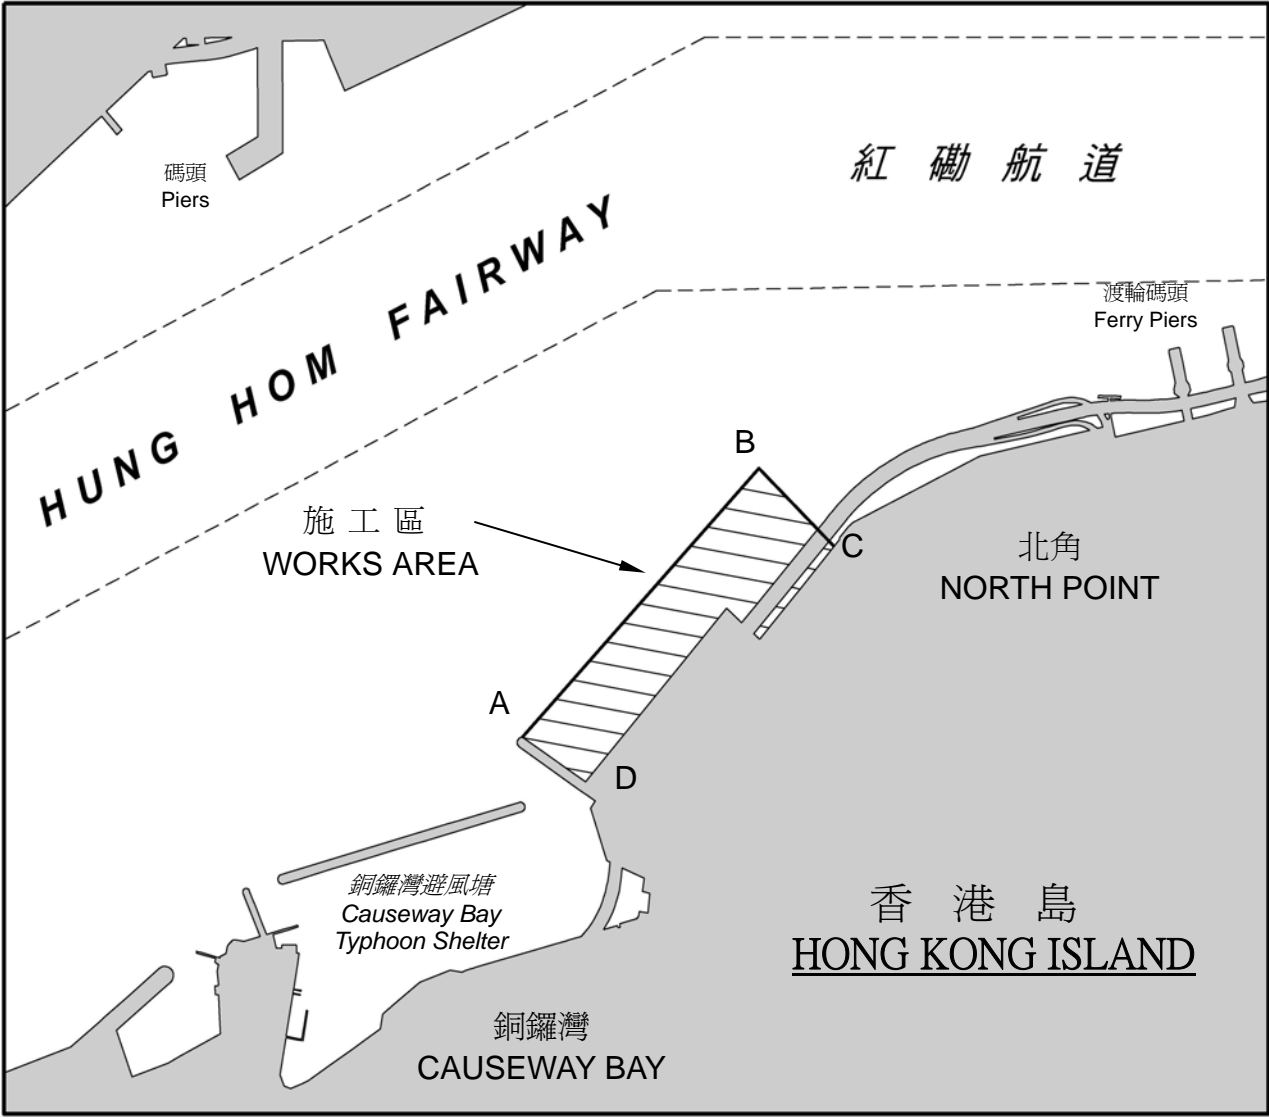 碼頭
Piers
紅磡航道
HUNG HOM FAIRWAY
渡輪碼頭
Ferry Piers
B
施工區
WORKS AREA
C
北角
NORTH POINT
A
D
銅鑼灣避風塘
Causeway Bay
Typhoon Shelter
香港島
HONG KONG ISLAND
銅鑼灣
CAUSEWAY BAY